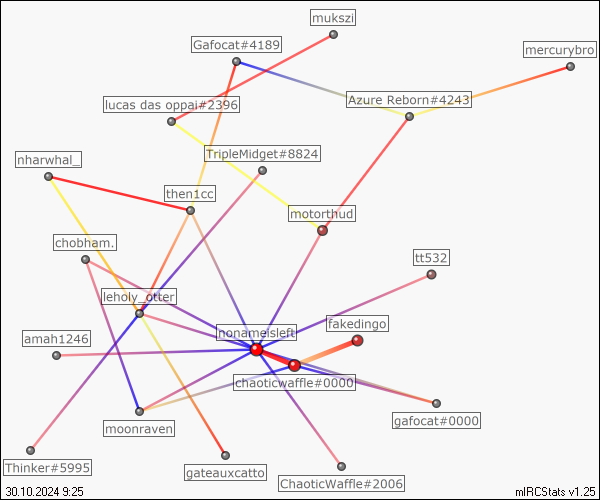 mukszi
Gafocat#4189
mercurybro
lucas das oppai#2396
Azure Reborn#4243
TripleMidget#8824
nharwhal_
then1cc
motorthud
chobham.
tt532
leholy_otter
fakedingo
nonameisleft
amah1246
chaoticwaffle#0000
gafocat#0000
moonraven
Thinker#5995
gateauxcatto
ChaoticWaffle#2006
30.10.2024 9:25
mIRCStats v1.25